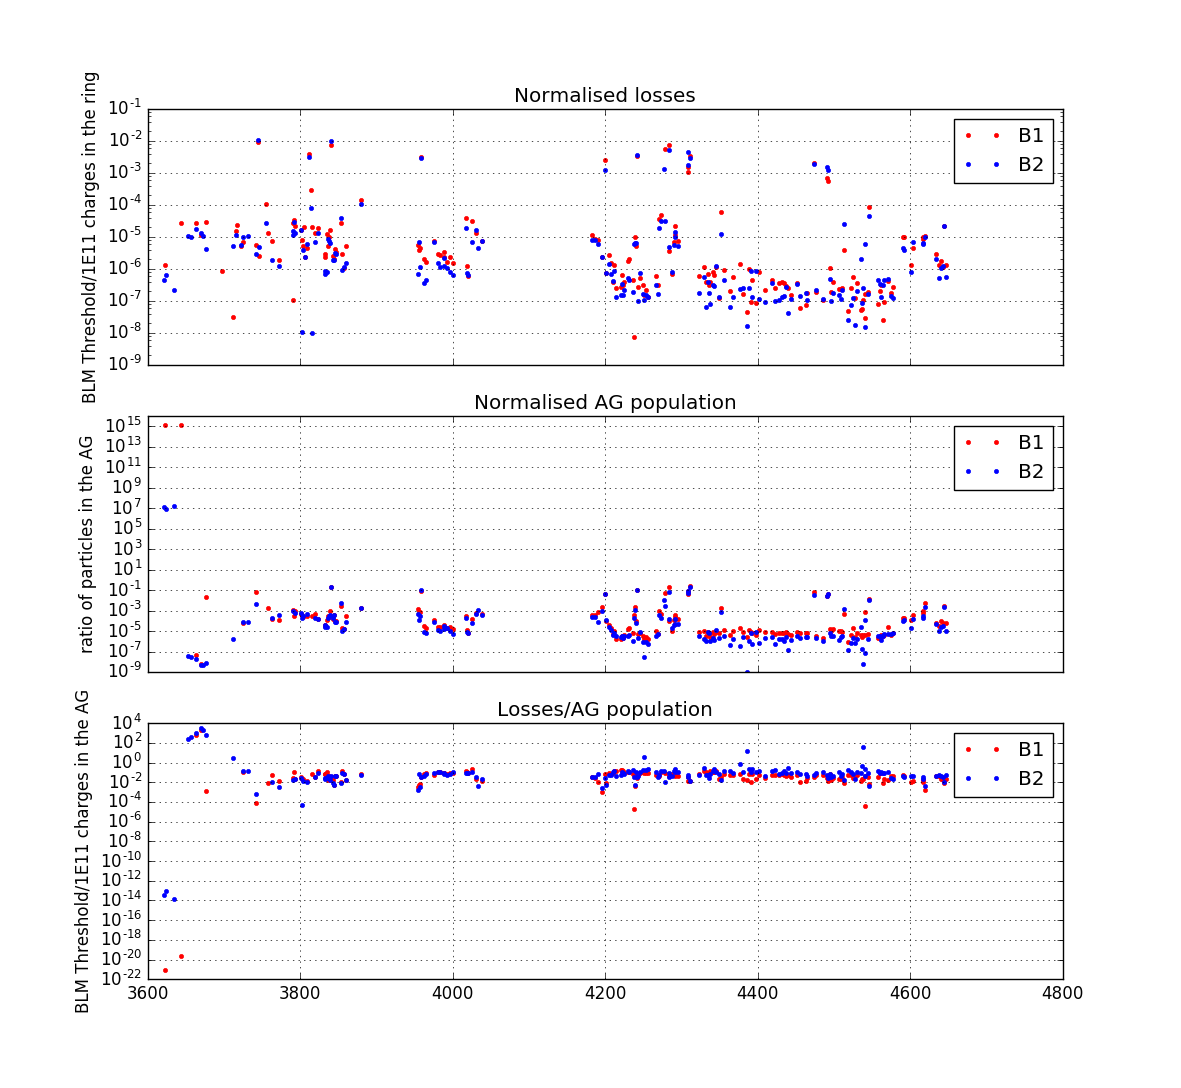 Normalised losses
BLM Threshold/1E11 charges in the ring
10^-1
10^-2
10^-3
10^-4
10^-5
10^-6
10^-7
10^-8
10^-9
B1
B2
Normalised AG population
ratio of particles in the AG
10^15
10^13
10^11
10^9
10^7
10^5
10^3
10^1
10^-1
10^-3
10^-5
10^-7
10^-9
B1
B2
Losses/AG population
BLM Threshold/1E11 charges in the AG
10^4
10^2
10^0
10^-2
10^-4
10^-6
10^-8
10^-10
10^-12
10^-14
10^-16
10^-18
10^-20
10^-22
B1
B2
3600 3800 4000 4200 4400 4600 4800